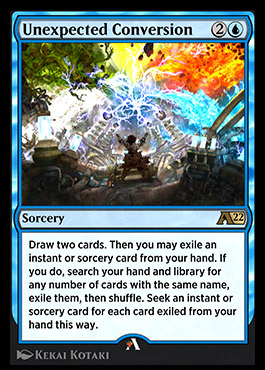 Unexpected Conversion 2
Sorcery A22
Draw two cards. Then you may exile an
instant or sorcery card from your hand. If
you do, search your hand and library for
any number of cards with the same name,
exile them, then shuffle. Seek an instant or
sorcery card for each card exiled from your
hand this way.
KEKAI KOTAKI